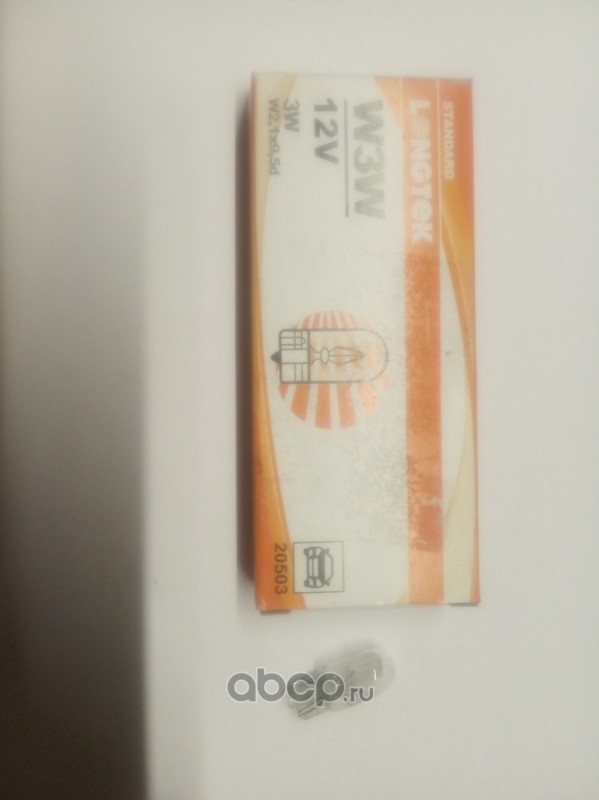 STANDARD
LONGTEK
W3W
12V
3W
W2,1x9,5d
20503
abcp.ru